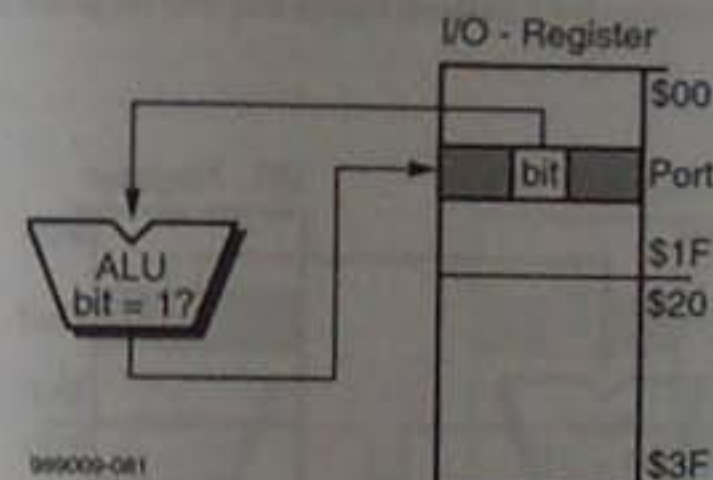 I/O - Register
$00
bit
Port
ALU
bit = 1?
$1F
$20
999009-081
$3F